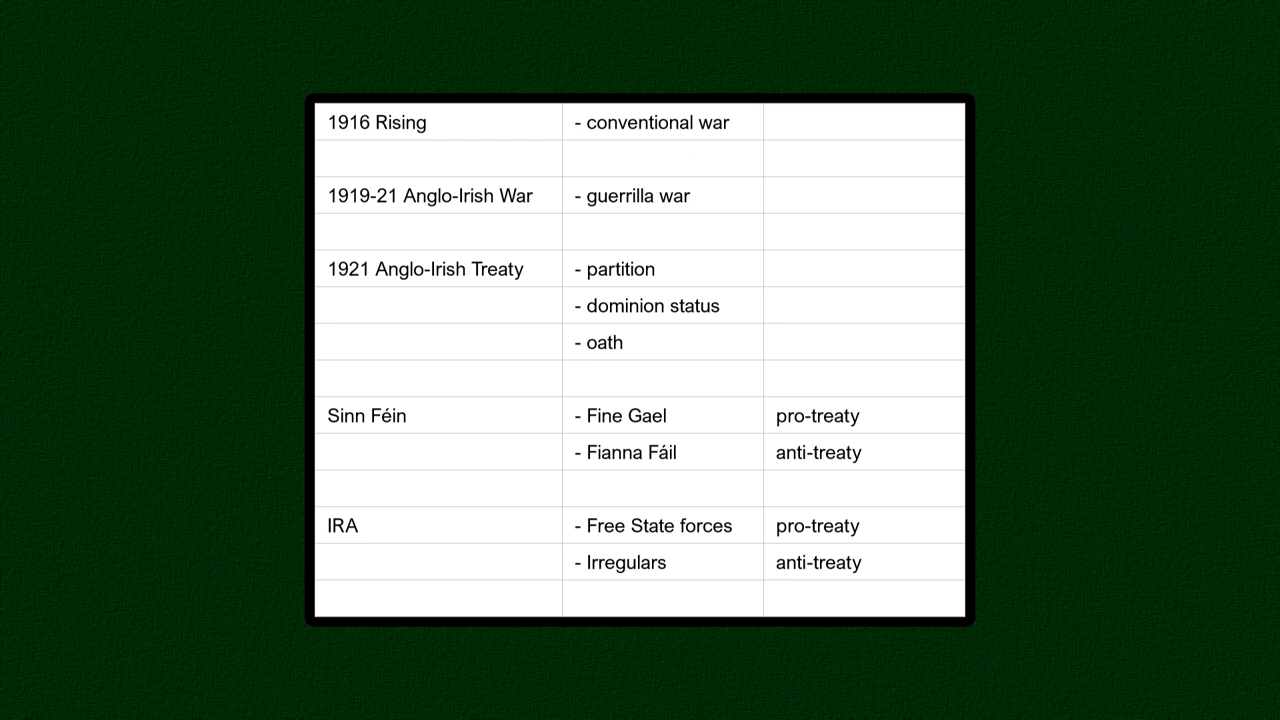 1916 Rising - conventional war
1919-21 Anglo-Irish War - guerrilla war
1921 Anglo-Irish Treaty - partition
- dominion status
- oath
Sinn Féin - Fine Gael pro-treaty
- Fianna Fáil anti-treaty
IRA - Free State forces pro-treaty
- Irregulars anti-treaty